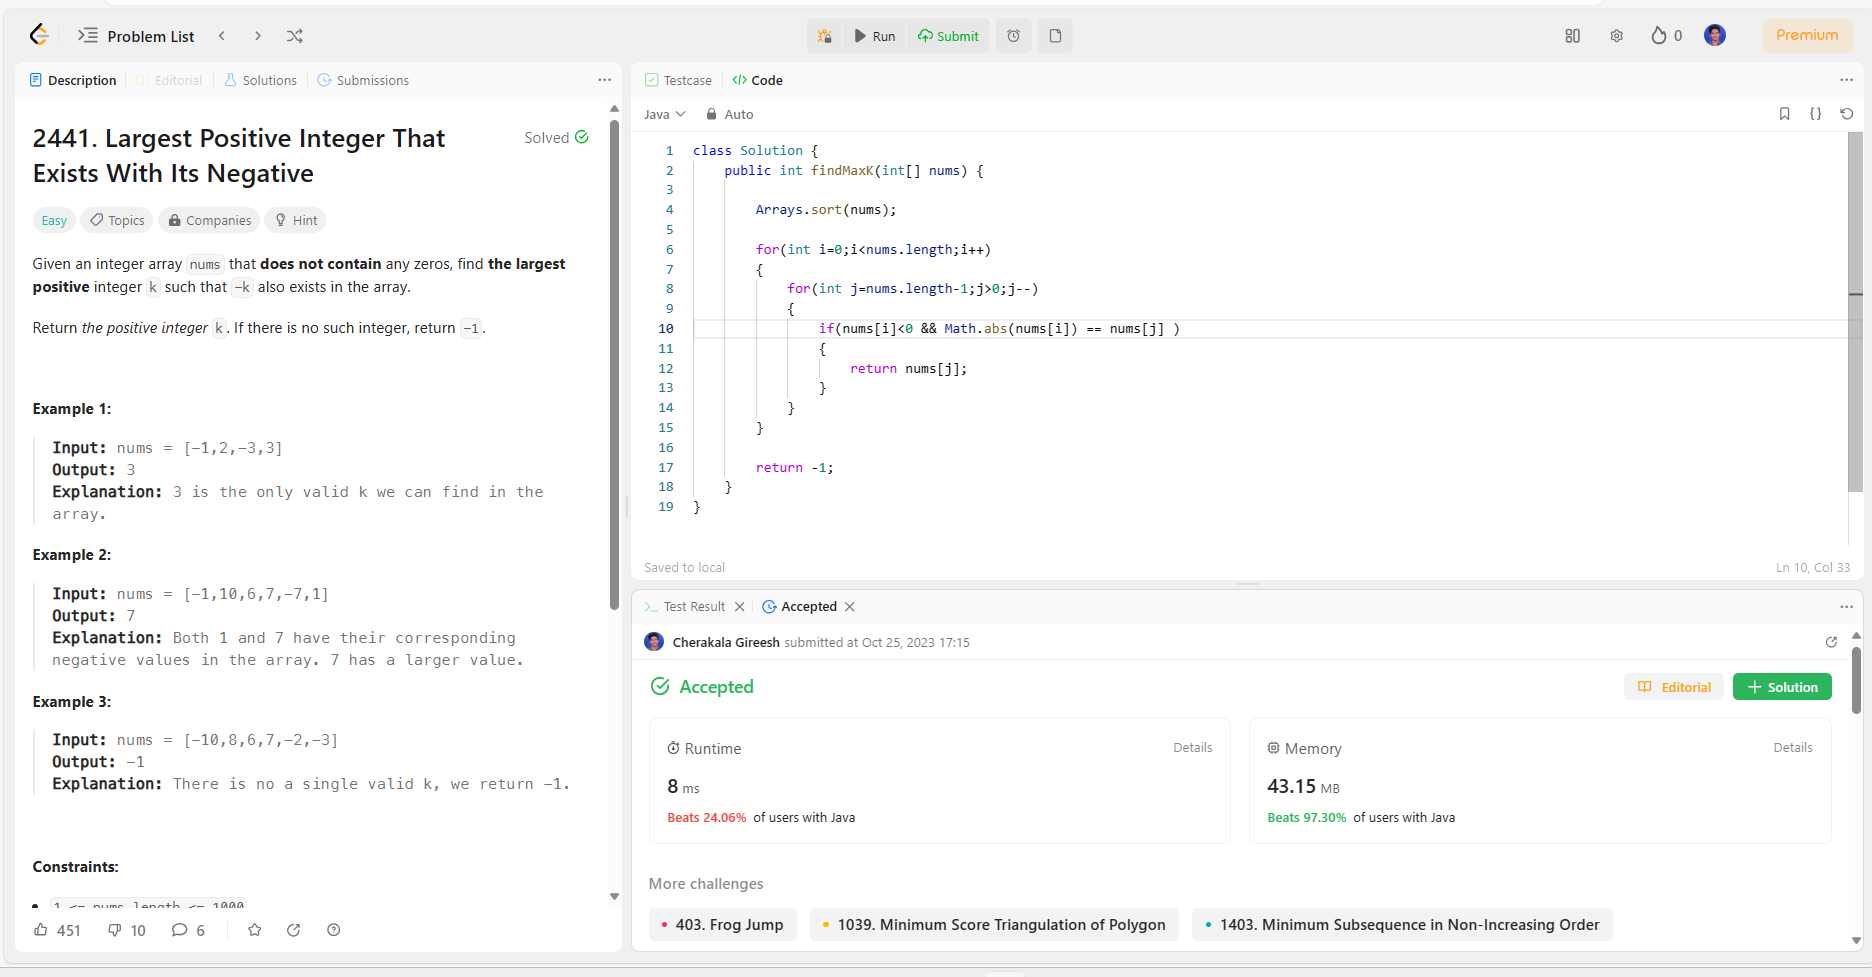 Problem List
Run
Submit
0
Premium
Description
Editorial
Solutions
Submissions
2441. Largest Positive Integer That
Exists With Its Negative
Solved
Easy
Topics
Companies
Hint
Given an integer array nums that does not contain any zeros, find the largest
positive integer k such that -k also exists in the array.
Return the positive integer k. If there is no such integer, return -1.
Example 1:
Input: nums = [-1,2,-3,3]
Output: 3
Explanation: 3 is the only valid k we can find in the
array.
Example 2:
Input: nums = [-1,10,6,7,-7,1]
Output: 7
Explanation: Both 1 and 7 have their corresponding
negative values in the array. 7 has a larger value.
Example 3:
Input: nums = [-10,8,6,7,-2,-3]
Output: -1
Explanation: There is no a single valid k, we return -1.
Constraints:
1 <= nums.length <= 1000
451
10
6
Testcase
Code
Java
Auto
1 class Solution {
2 public int findMaxK(int[] nums) {
3
4 Arrays.sort(nums);
5
6 for(int i=0;i<nums.length;i++)
7 {
8 for(int j=nums.length-1;j>0;j--)
9 {
10 if(nums[i]<0 && Math.abs(nums[i]) == nums[j] )
11 {
12 return nums[j];
13 }
14 }
15 }
16
17 return -1;
18 }
19 }
Saved to local
Ln 10, Col 33
Test Result
Accepted
Cherakala Gireesh submitted at Oct 25, 2023 17:15
Accepted
Editorial
Solution
Runtime
Details
8 ms
Beats 24.06% of users with Java
Memory
Details
43.15 MB
Beats 97.30% of users with Java
More challenges
403. Frog Jump
1039. Minimum Score Triangulation of Polygon
1403. Minimum Subsequence in Non-Increasing Order